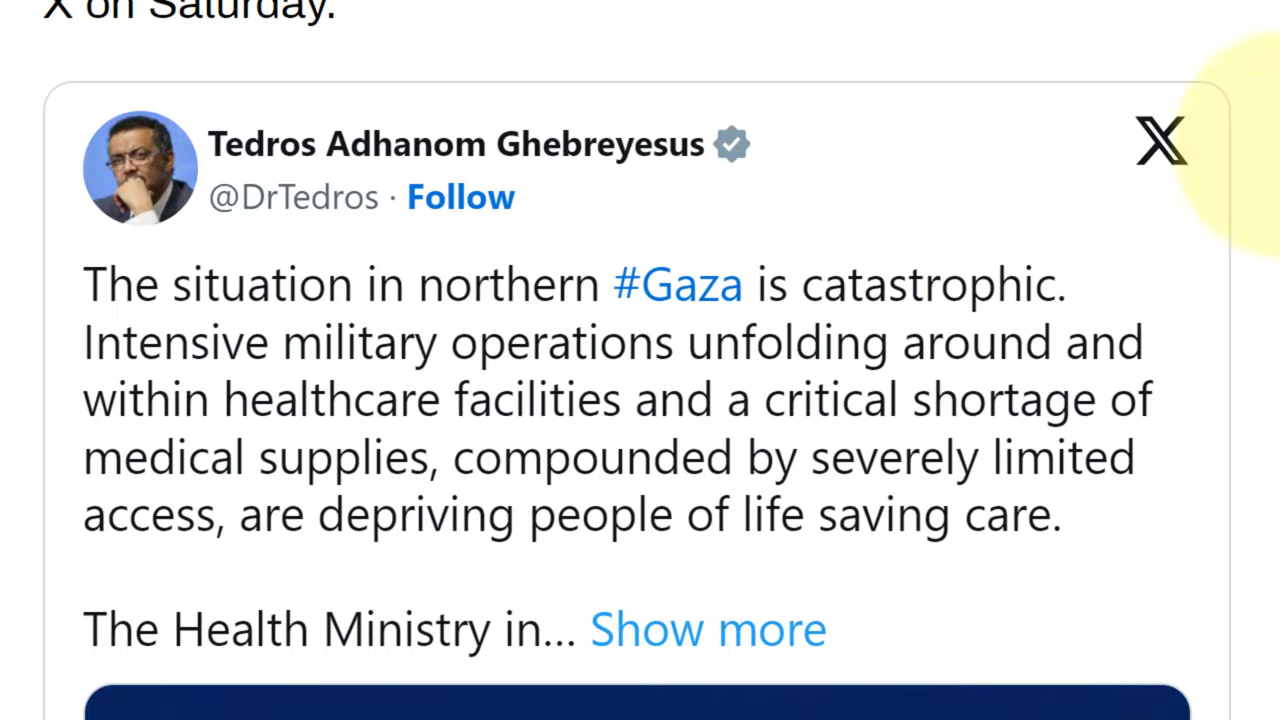 X on Saturday.
Tedros Adhanom Ghebreyesus
@DrTedros · Follow
The situation in northern #Gaza is catastrophic.
Intensive military operations unfolding around and
within healthcare facilities and a critical shortage of
medical supplies, compounded by severely limited
access, are depriving people of life saving care.
The Health Ministry in... Show more